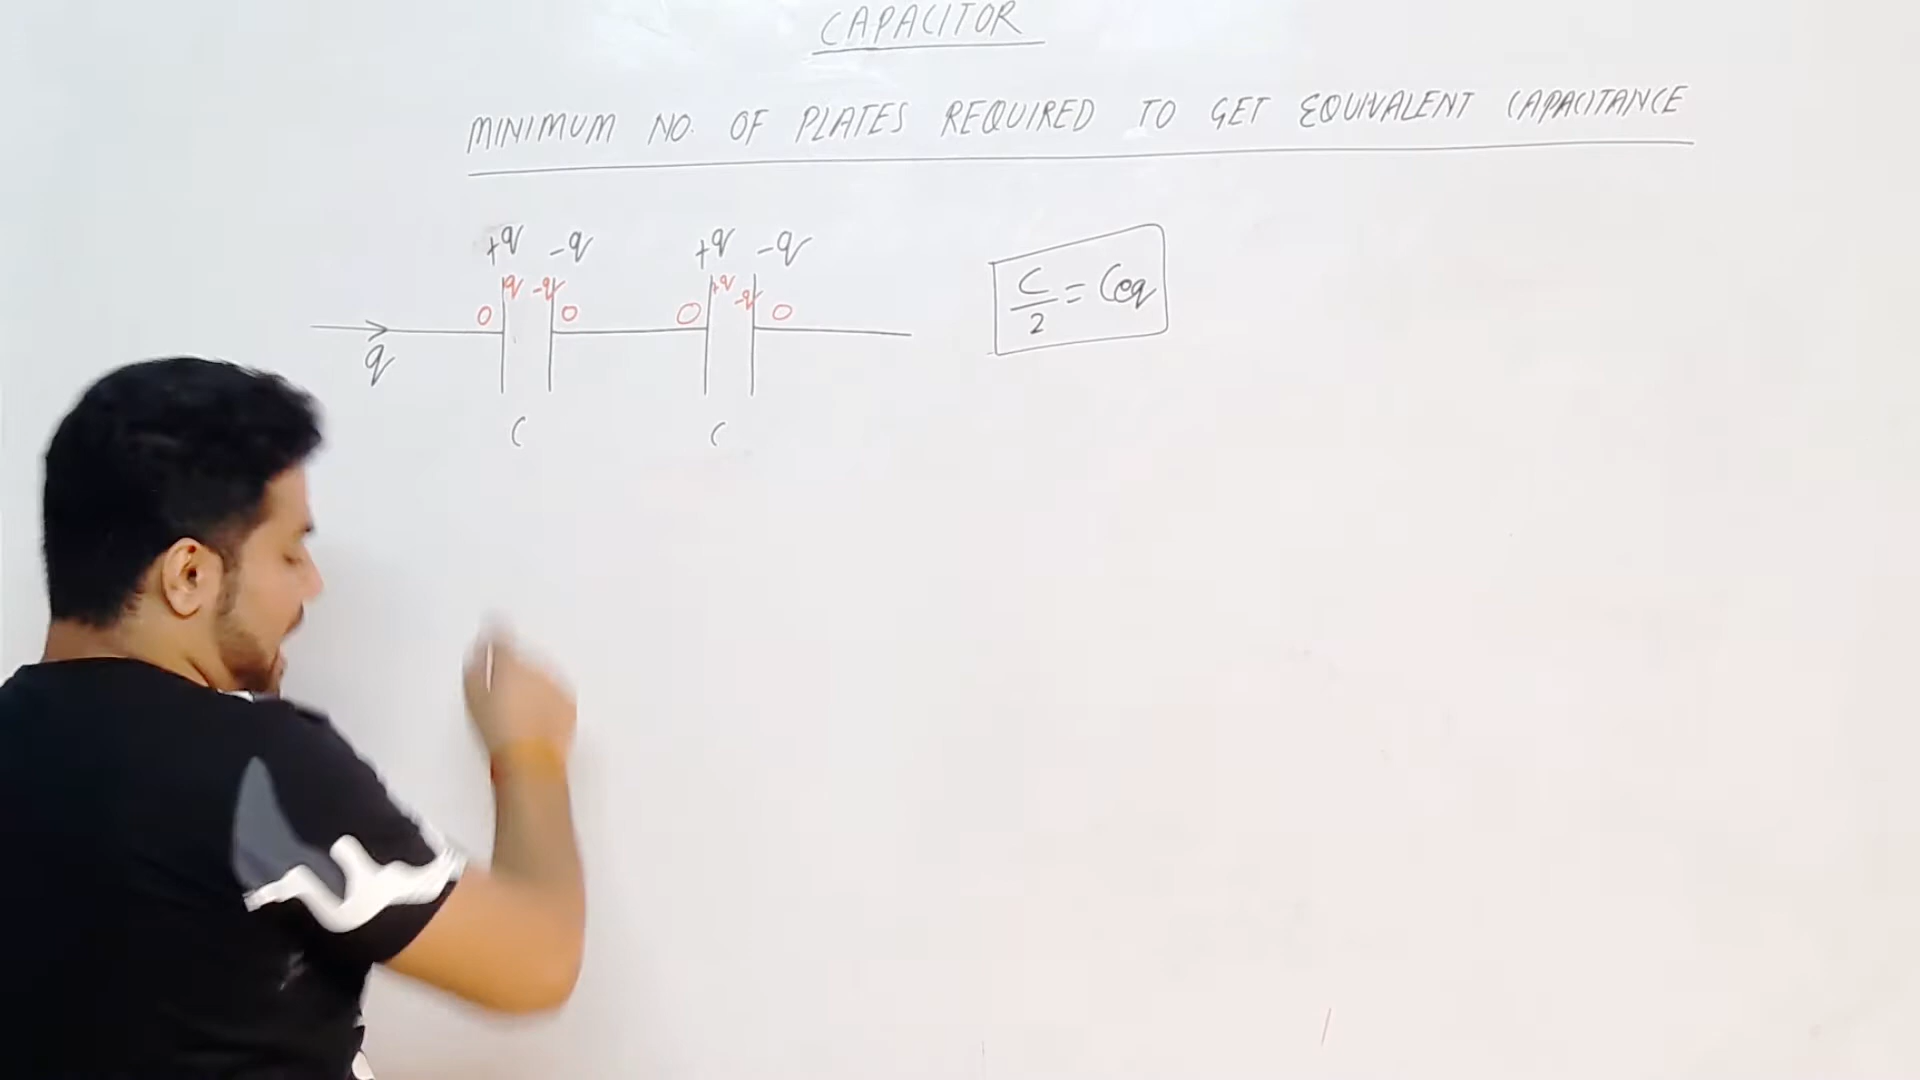 CAPACITOR
MINIMUM NO. OF PLATES REQUIRED TO GET EQUIVALENT CAPACITANCE
+q -q +q -q
q -q +q -q
0 0 0 0
q
C C
C/2 = Ceq